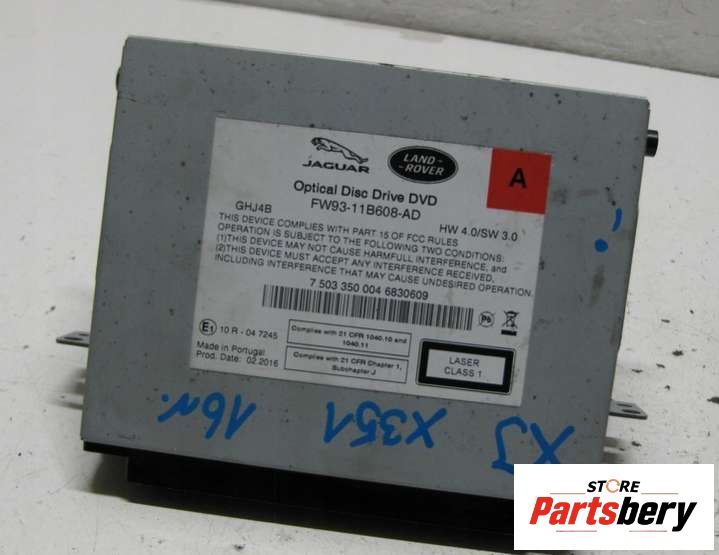 JAGUAR
LAND-
-ROVER
A
Optical Disc Drive DVD
GHJ4B
FW93-11B608-AD
HW 4.0/SW 3.0
THIS DEVICE COMPLIES WITH PART 15 OF FCC RULES
OPERATION IS SUBJECT TO THE FOLLOWING TWO CONDITIONS:
(1)THIS DEVICE MAY NOT CAUSE HARMFULL INTERFERENCE, and
(2)THIS DEVICE MUST ACCEPT ANY INTERFERENCE RECEIVED,
INCLUDING INTERFERENCE THAT MAY CAUSE UNDESIRED OPERATION.
7 503 350 004 6830609
E1 10 R - 04 7245
Complies with 21 CFR 1040.10 and
1040.11
Made in Portugal
Prod. Date: 02.2016
Complies with 21 CFR Chapter 1,
Subchapter J
LASER
CLASS 1
XJ X351 16r.
STORE
Partsbery